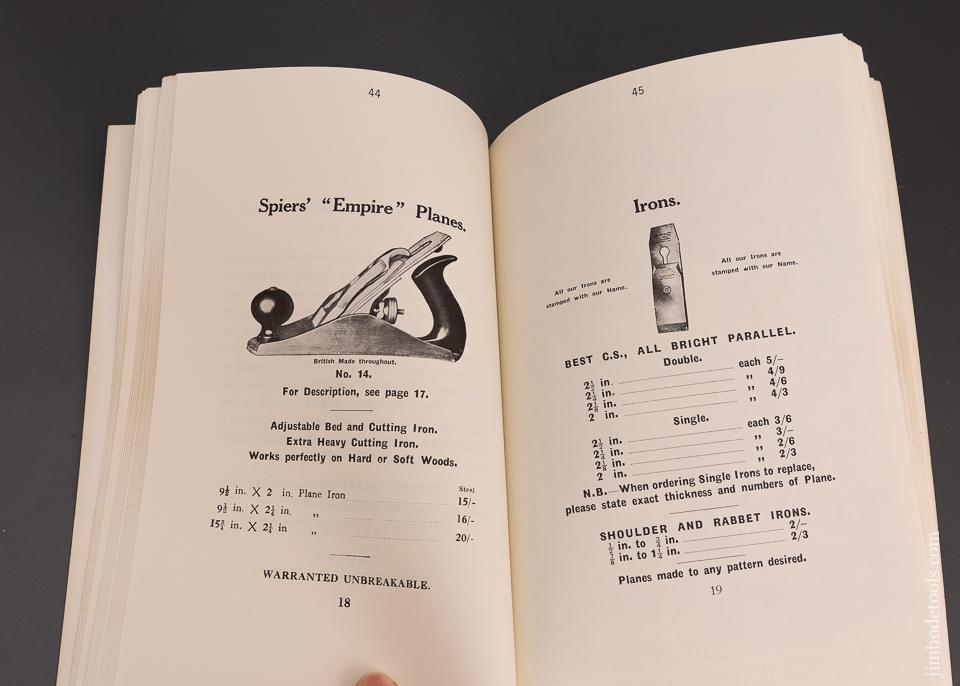 44
Spiers' "Empire" Planes.
British Made throughout.
No. 14.
For Description, see page 17.
Adjustable Bed and Cutting Iron.
Extra Heavy Cutting Iron.
Works perfectly on Hard or Soft Woods.
Steel
9½ in. X 2 in. Plane Iron 15/-
9½ in. X 2¼ in. „ 16/-
15¾ in. X 2¼ in „ 20/-
WARRANTED UNBREAKABLE.
18
45
Irons.
All our Irons are
stamped with our Name.
All our Irons are
stamped with our Name.
BEST C.S., ALL BRIGHT PARALLEL.
Double.
2½ in. each 5/-
2¼ in. „ 4/9
2⅛ in. „ 4/6
2 in. „ 4/3
Single.
2½ in. each 3/6
2¼ in. „ 3/-
2⅛ in. „ 2/6
2 in. „ 2/3
N.B.—When ordering Single Irons to replace,
please state exact thickness and numbers of Plane.
SHOULDER AND RABBET IRONS.
½ in. to ¾ in. 2/-
⅞ in. to 1¼ in. 2/3
Planes made to any pattern desired.
19
jimbodetools.com